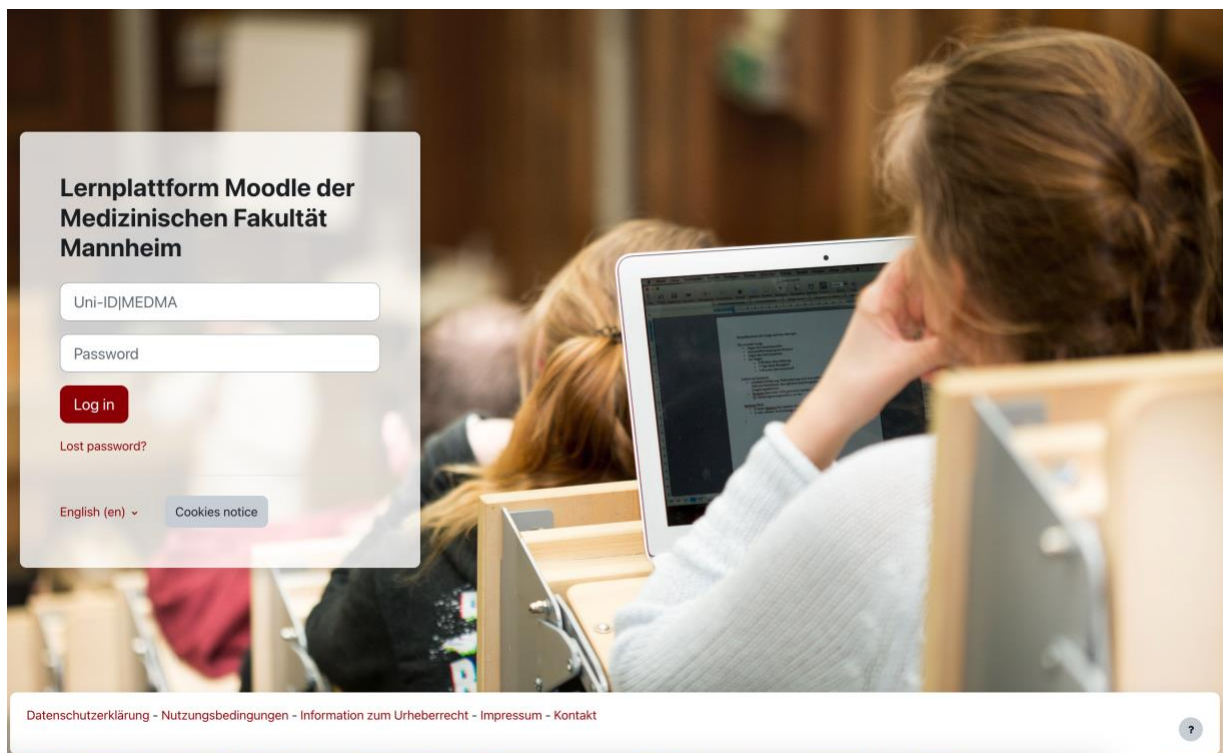 Lernplattform Moodle der
Medizinischen Fakultät
Mannheim
Uni-ID|MEDMA
Password
Log in
Lost password?
English (en)
Cookies notice
Datenschutzerklärung - Nutzungsbedingungen - Information zum Urheberrecht - Impressum - Kontakt
?